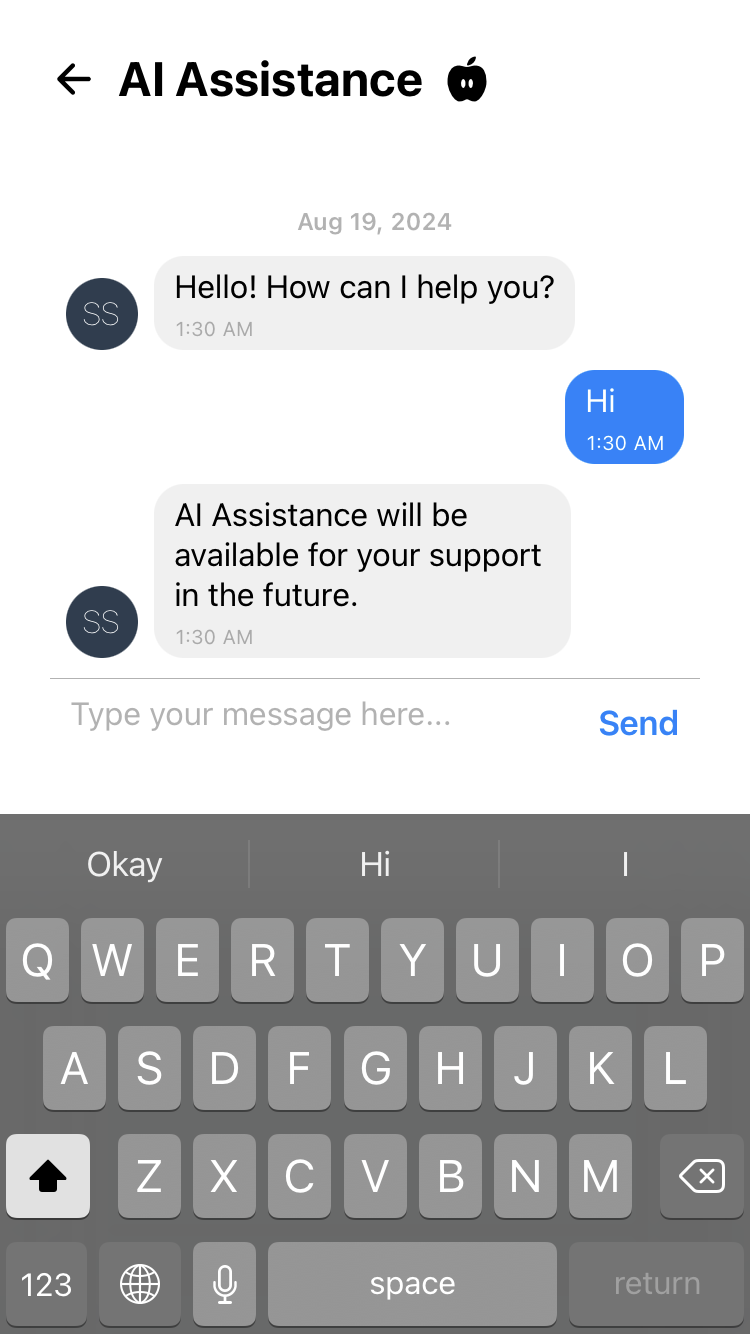 AI Assistance
Aug 19, 2024
Hello! How can I help you?
1:30 AM
SS
Hi
1:30 AM
AI Assistance will be
available for your support
in the future.
1:30 AM
SS
Type your message here...
Send
Okay Hi I
Q W E R T Y U I O P
A S D F G H J K L
Z X C V B N M
123 space return